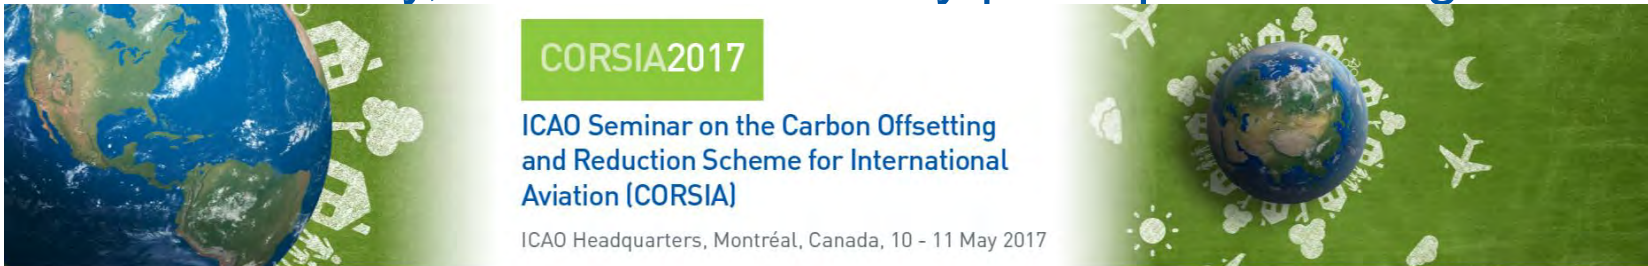 CORSIA2017
ICAO Seminar on the Carbon Offsetting
and Reduction Scheme for International
Aviation (CORSIA)
ICAO Headquarters, Montréal, Canada, 10 - 11 May 2017